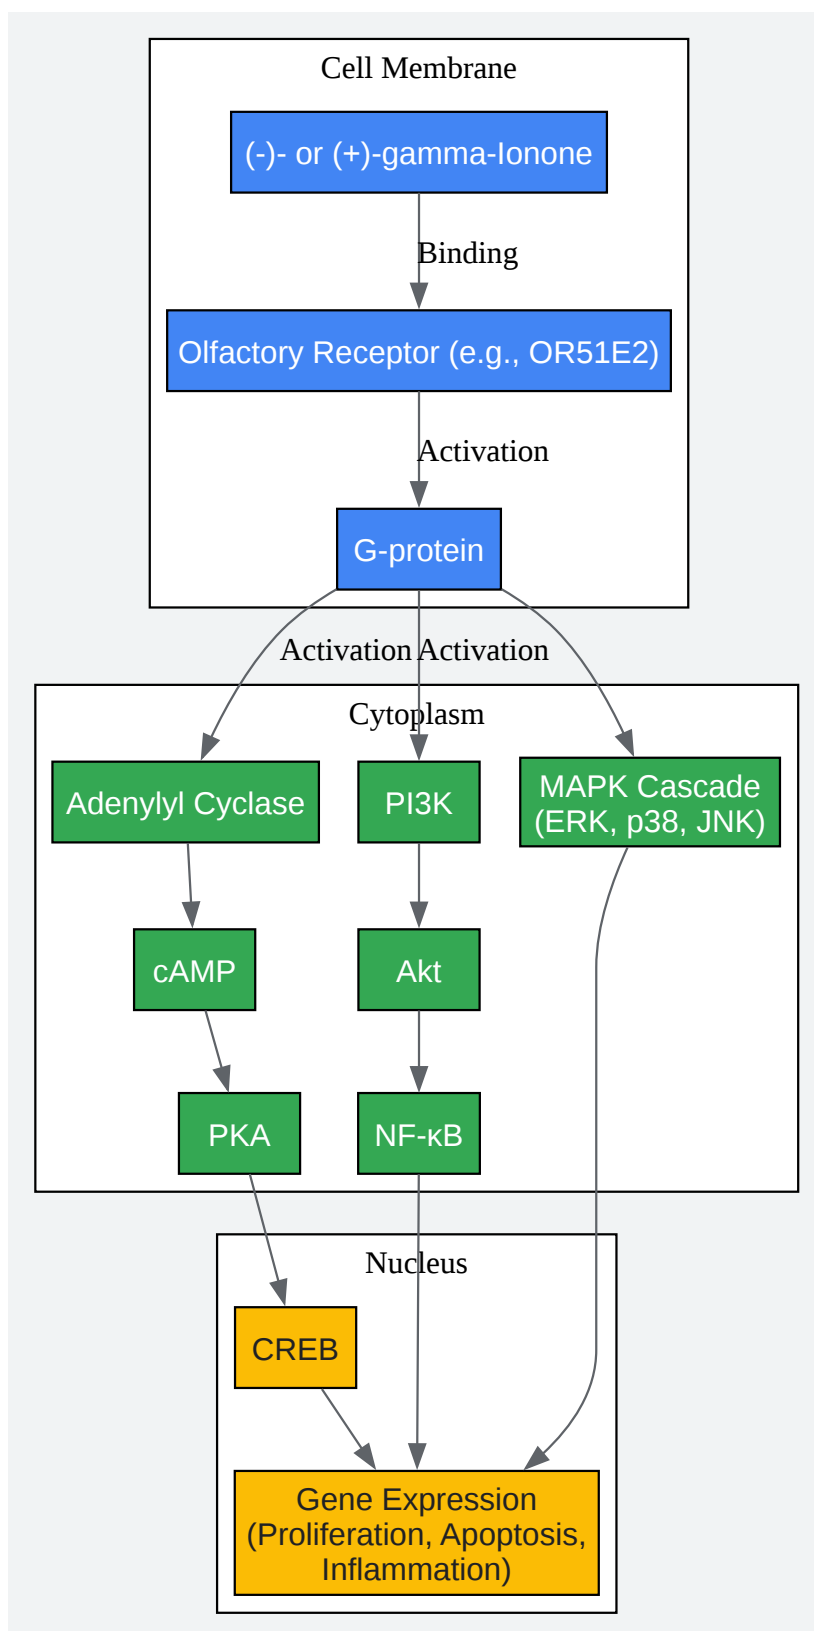 Cell Membrane
(-)- or (+)-gamma-Ionone
Binding
Olfactory Receptor (e.g., OR51E2)
Activation
G-protein
Activation
Activation
Cytoplasm
Adenylyl Cyclase
PI3K
MAPK Cascade
(ERK, p38, JNK)
cAMP
Akt
PKA
NF-κB
Nucleus
CREB
Gene Expression
(Proliferation, Apoptosis,
Inflammation)